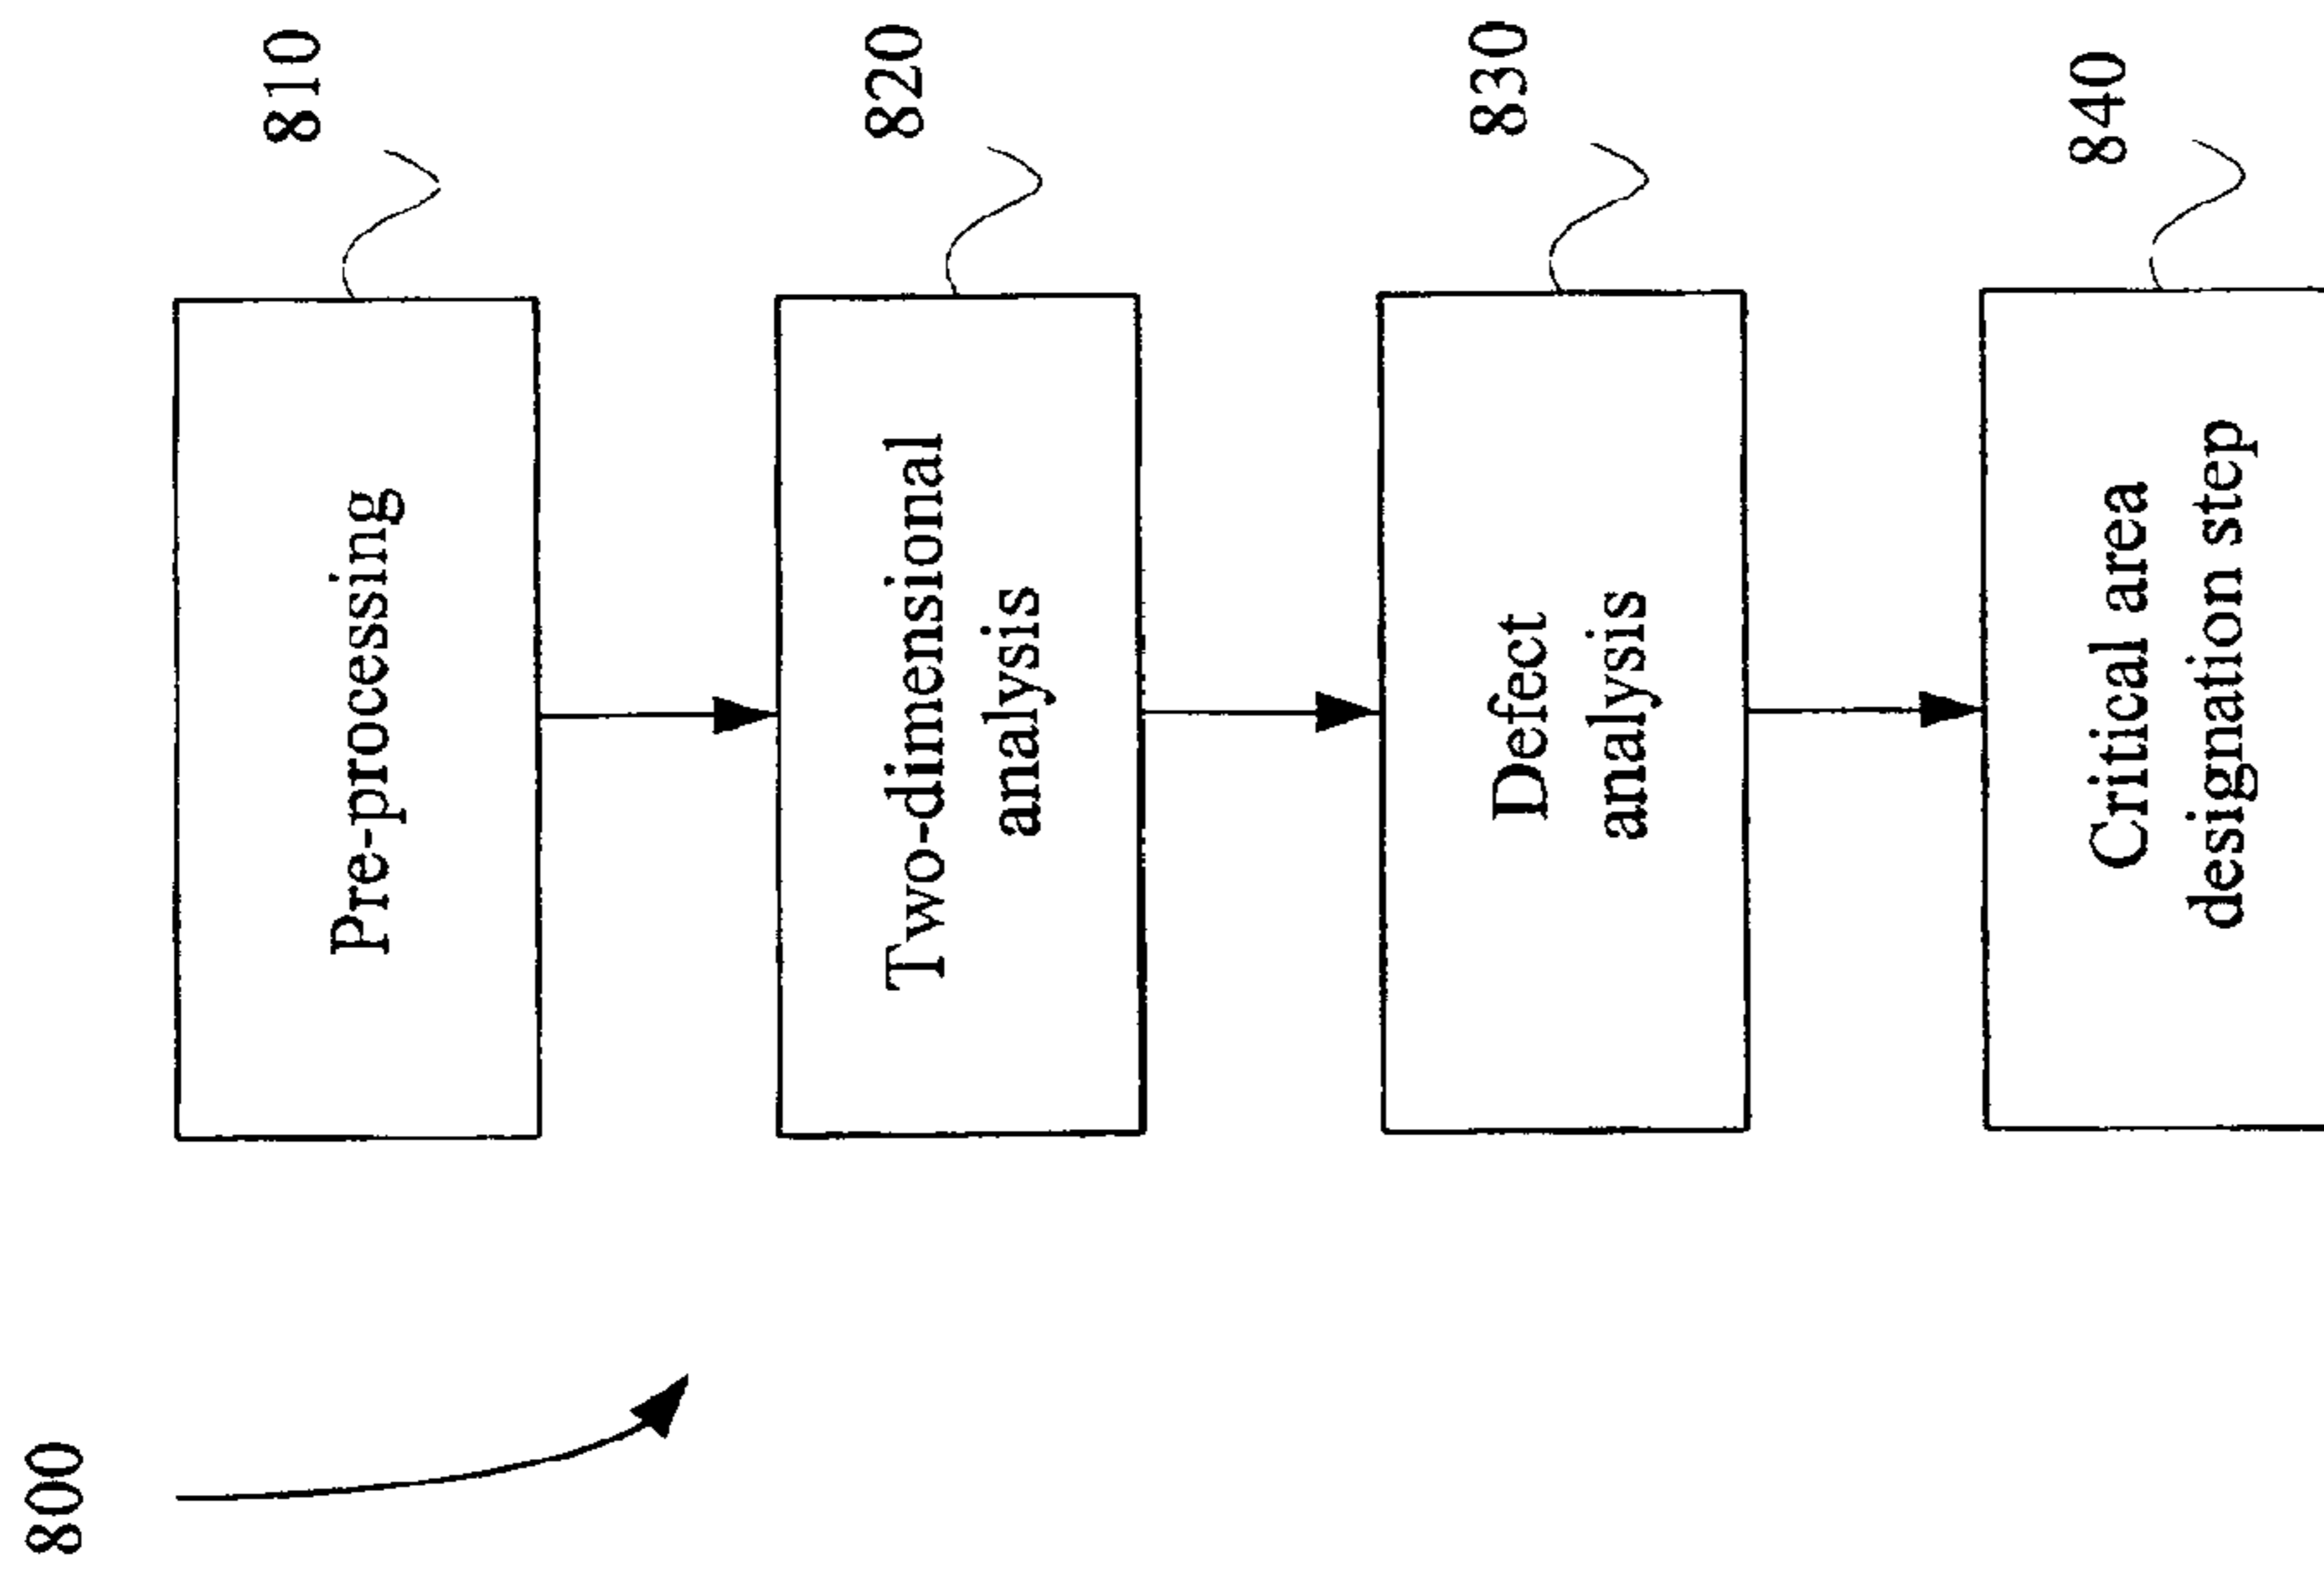 800
810
Pre-processing
820
Two-dimensional
analysis
830
Defect
analysis
840
Critical area
designation step